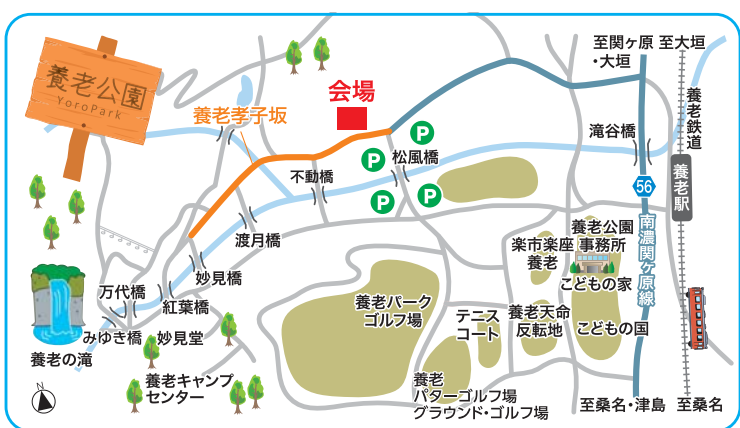 養老公園
YoroPark
養老孝子坂
会場
至関ヶ原
・大垣
至大垣
養老鉄道
滝谷橋
P
P
P
P
松風橋
不動橋
56
養老駅
渡月橋
南濃関ヶ原線
養老公園
事務所
楽市楽座
養老
妙見橋
こどもの家
万代橋
紅葉橋
養老パーク
ゴルフ場
テニス
コート
養老天命
反転地
こどもの国
みゆき橋
妙見堂
養老の滝
養老キャンプ
センター
養老
パターゴルフ場
グラウンド・ゴルフ場
至桑名・津島
至桑名
N